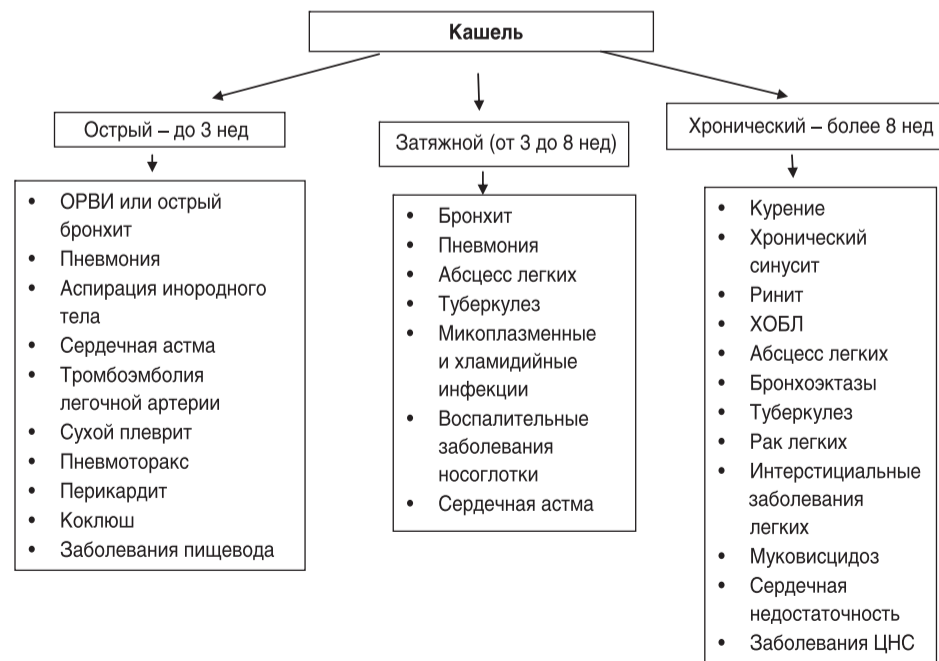 Кашель
Острый – до 3 нед
• ОРВИ или острый
бронхит
• Пневмония
• Аспирация инородного
тела
• Сердечная астма
• Тромбоэмболия
легочной артерии
• Сухой плеврит
• Пневмоторакс
• Перикардит
• Коклюш
• Заболевания пищевода
Затяжной (от 3 до 8 нед)
• Бронхит
• Пневмония
• Абсцесс легких
• Туберкулез
• Микоплазменные
и хламидийные
инфекции
• Воспалительные
заболевания
носоглотки
• Сердечная астма
Хронический – более 8 нед
• Курение
• Хронический
синусит
• Ринит
• ХОБЛ
• Абсцесс легких
• Бронхоэктазы
• Туберкулез
• Рак легких
• Интерстициальные
заболевания
легких
• Муковисцидоз
• Сердечная
недостаточность
• Заболевания ЦНС